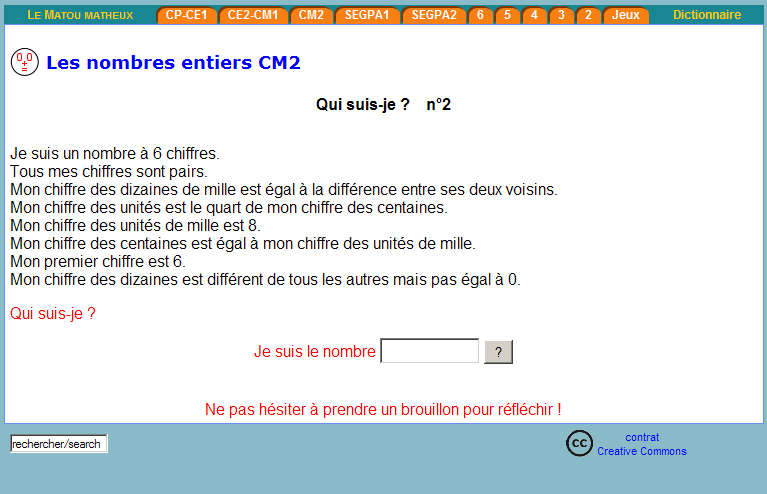 LE MATOU MATHEUX CP-CE1 CE2-CM1 CM2 SEGPA1 SEGPA2 6 5 4 3 2 Jeux Dictionnaire
0 0 + = Les nombres entiers CM2
Qui suis-je ? n°2
Je suis un nombre à 6 chiffres.
Tous mes chiffres sont pairs.
Mon chiffre des dizaines de mille est égal à la différence entre ses deux voisins.
Mon chiffre des unités est le quart de mon chiffre des centaines.
Mon chiffre des unités de mille est 8.
Mon chiffre des centaines est égal à mon chiffre des unités de mille.
Mon premier chiffre est 6.
Mon chiffre des dizaines est différent de tous les autres mais pas égal à 0.
Qui suis-je ?
Je suis le nombre ?
Ne pas hésiter à prendre un brouillon pour réfléchir !
rechercher/search
cc contrat
Creative Commons